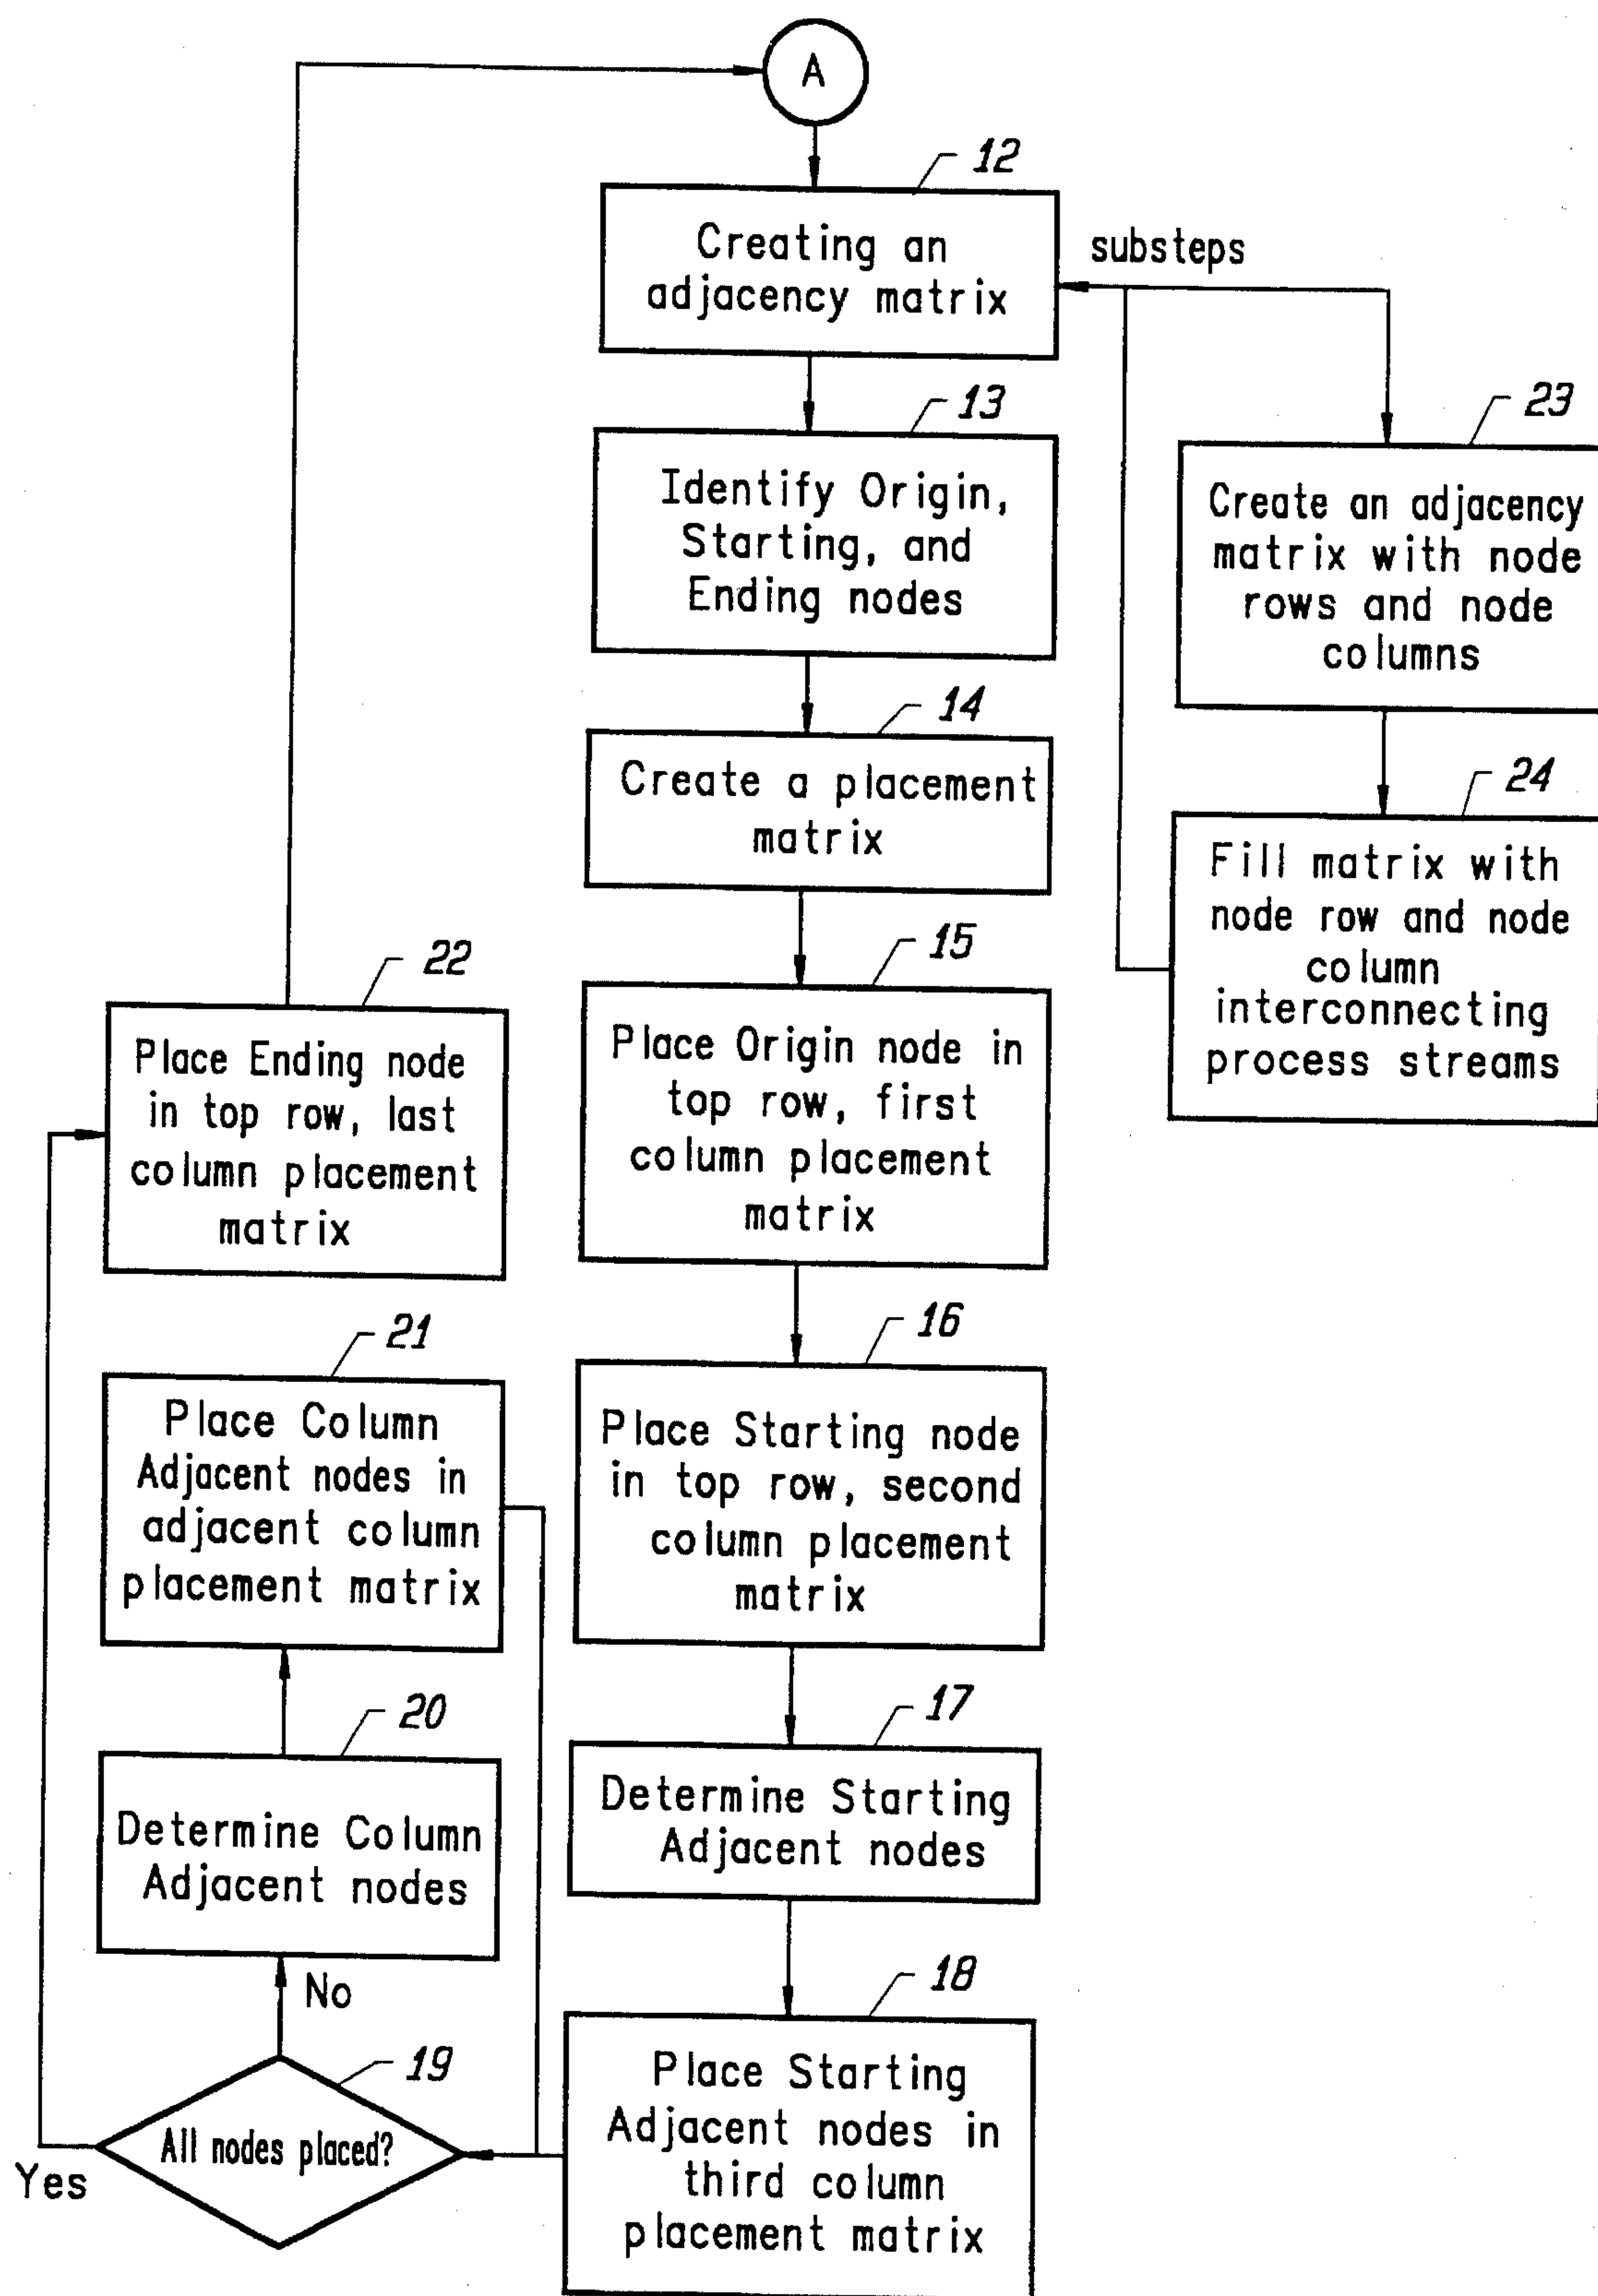 A
12
Creating an
adjacency matrix
substeps
13
Identify Origin,
Starting, and
Ending nodes
23
Create an adjacency
matrix with node
rows and node
columns
14
Create a placement
matrix
24
Fill matrix with
node row and node
column
interconnecting
process streams
15
Place Origin node in
top row, first
column placement
matrix
22
Place Ending node
in top row, last
column placement
matrix
16
Place Starting node
in top row, second
column placement
matrix
21
Place Column
Adjacent nodes in
adjacent column
placement matrix
17
Determine Starting
Adjacent nodes
20
Determine Column
Adjacent nodes
No
18
Place Starting
Adjacent nodes in
third column
placement matrix
19
All nodes placed?
Yes